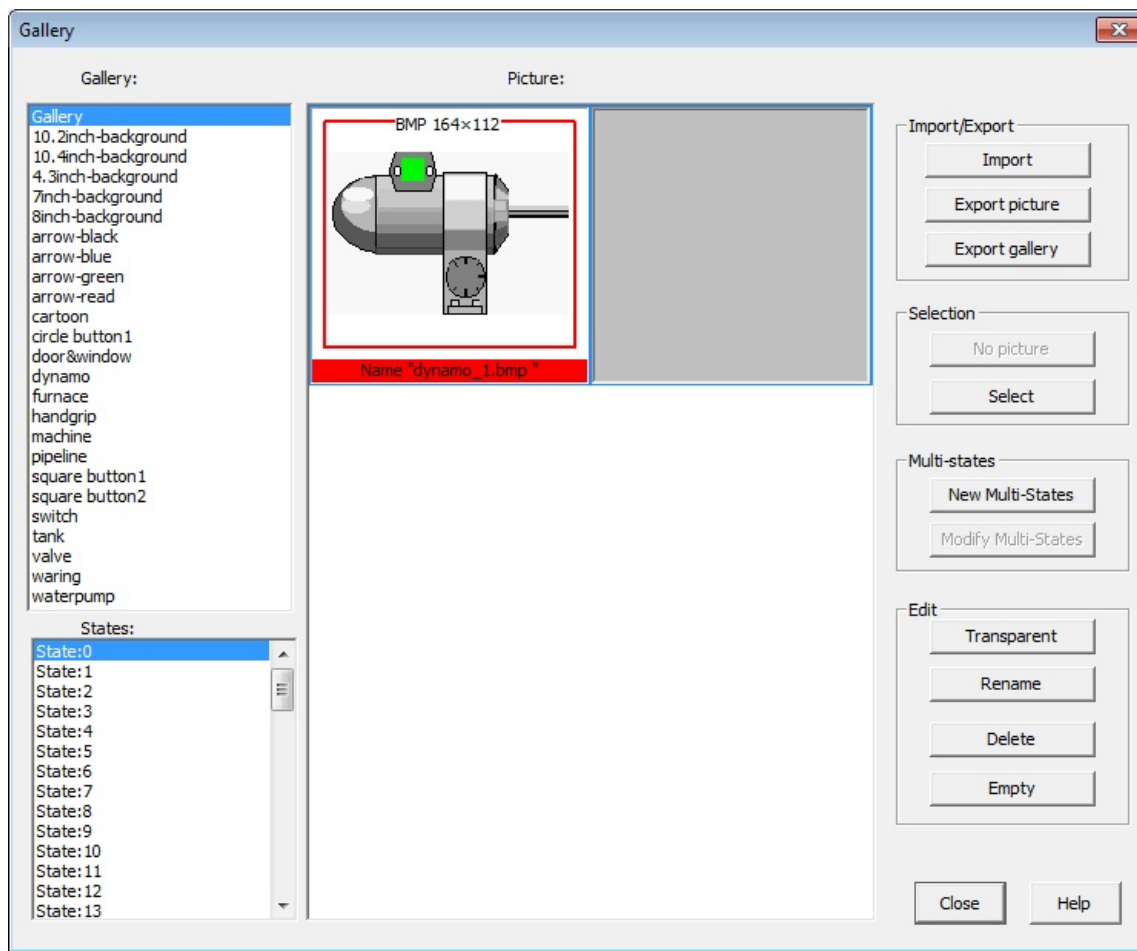 Gallery
Gallery:
Gallery
10.2inch-background
10.4inch-background
4.3inch-background
7inch-background
8inch-background
arrow-black
arrow-blue
arrow-green
arrow-read
cartoon
circle button1
door&window
dynamo
furnace
handgrip
machine
pipeline
square button1
square button2
switch
tank
valve
waring
waterpump
States:
State:0
State:1
State:2
State:3
State:4
State:5
State:6
State:7
State:8
State:9
State:10
State:11
State:12
State:13
Picture:
BMP 164×112
Name "dynamo_1.bmp "
Import/Export
Import
Export picture
Export gallery
Selection
No picture
Select
Multi-states
New Multi-States
Modify Multi-States
Edit
Transparent
Rename
Delete
Empty
Close
Help